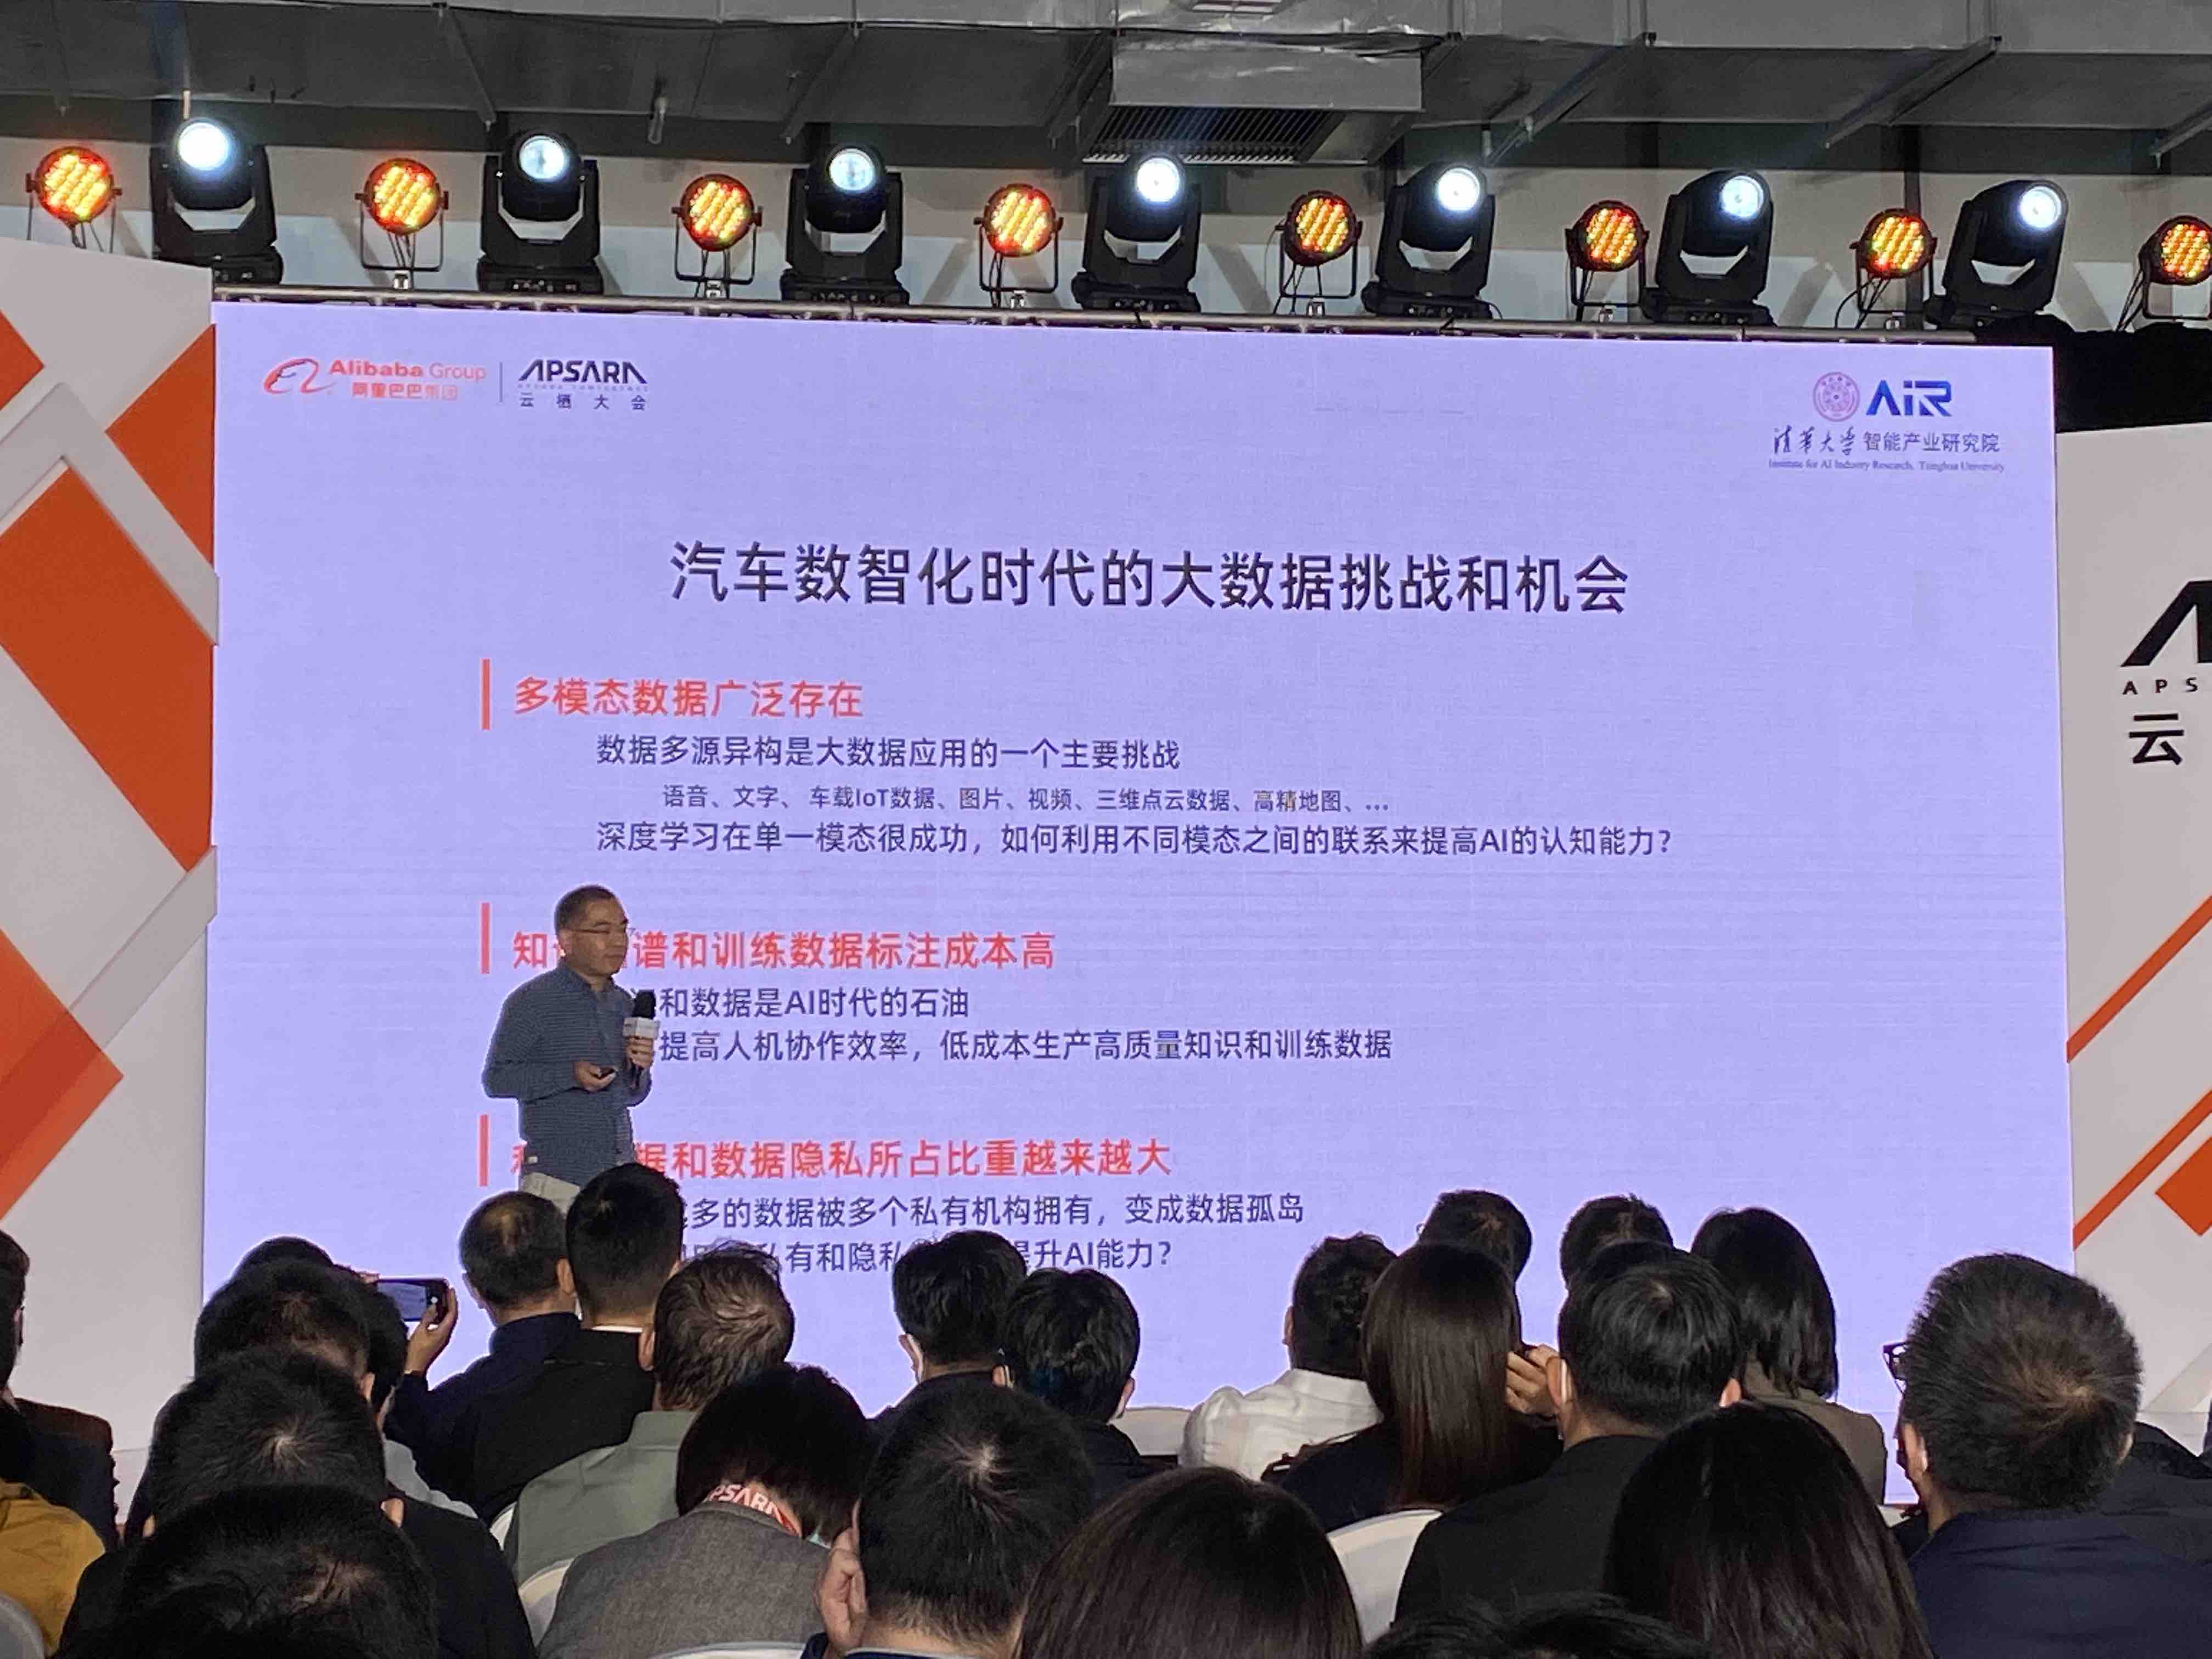 Alibaba Group
阿里巴巴集团
APSARA
云栖大会
AiR
清华大学 智能产业研究院
Institute for AI Industry Research, Tsinghua University
汽车数智化时代的大数据挑战和机会
多模态数据广泛存在
数据多源异构是大数据应用的一个主要挑战
语音、文字、 车载IoT数据、图片、视频、三维点云数据、高精地图、...
深度学习在单一模态很成功，如何利用不同模态之间的联系来提高AI的认知能力？
知 谱和训练数据标注成本高
和数据是AI时代的石油
提高人机协作效率，低成本生产高质量知识和训练数据
据和数据隐私所占比重越来越大
多的数据被多个私有机构拥有，变成数据孤岛
私有和隐私 提升AI能力？
APS
云
APSARA